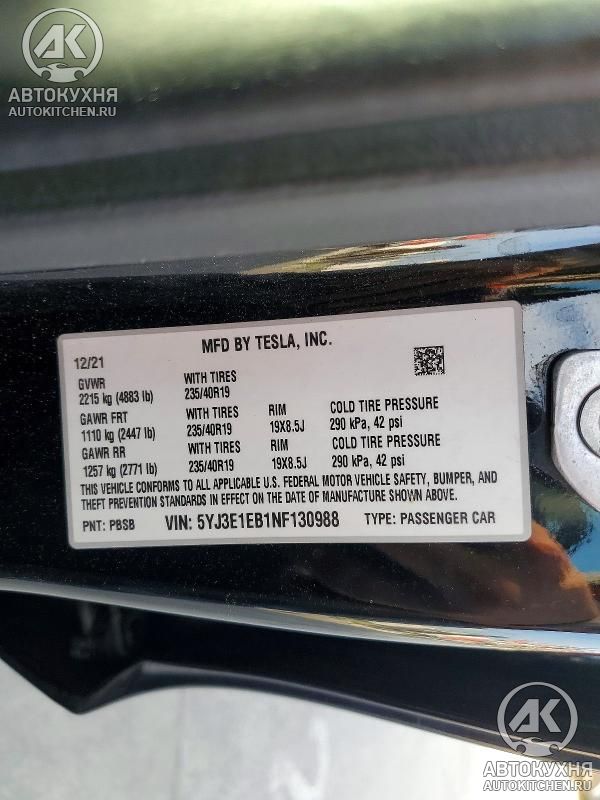 AK
АВТОКУХНЯ
AUTOKITCHEN.RU
MFD BY TESLA, INC.
12/21
GVWR WITH TIRES
2215 kg (4883 lb) 235/40R19
GAWR FRT WITH TIRES RIM COLD TIRE PRESSURE
1110 kg (2447 lb) 235/40R19 19X8.5J 290 kPa, 42 psi
GAWR RR WITH TIRES RIM COLD TIRE PRESSURE
1257 kg (2771 lb) 235/40R19 19X8.5J 290 kPa, 42 psi
THIS VEHICLE CONFORMS TO ALL APPLICABLE U.S. FEDERAL MOTOR VEHICLE SAFETY, BUMPER, AND
THEFT PREVENTION STANDARDS IN EFFECT ON THE DATE OF MANUFACTURE SHOWN ABOVE.
PNT: PBSB VIN: 5YJ3E1EB1NF130988 TYPE: PASSENGER CAR
AK
АВТОКУХНЯ
AUTOKITCHEN.RU